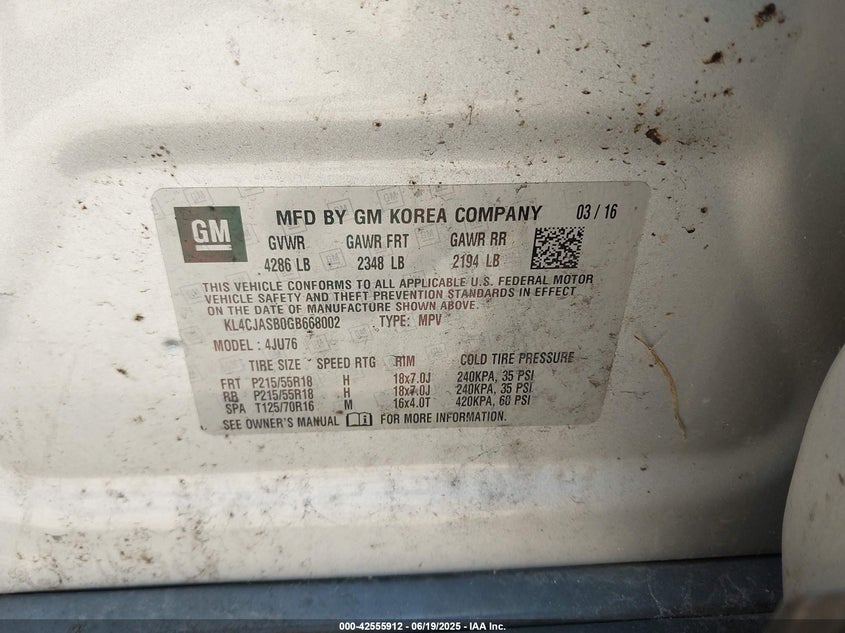 GM
MFD BY GM KOREA COMPANY 03 / 16
GVWR GAWR FRT GAWR RR
4286 LB 2348 LB 2194 LB
THIS VEHICLE CONFORMS TO ALL APPLICABLE U.S. FEDERAL MOTOR
VEHICLE SAFETY AND THEFT PREVENTION STANDARDS IN EFFECT
ON THE DATE OF MANUFACTURE SHOWN ABOVE.
KL4CJASB0GB668002 TYPE: MPV
MODEL : 4JU76
TIRE SIZE SPEED RTG RIM COLD TIRE PRESSURE
FRT P215/55R18 H 18x7.0J 240KPA, 35 PSI
RR P215/55R18 H 18x7.0J 240KPA, 35 PSI
SPA T125/70R16 M 16x4.0T 420KPA, 60 PSI
SEE OWNER'S MANUAL FOR MORE INFORMATION.
000-42555912 - 06/19/2025 - IAA Inc.